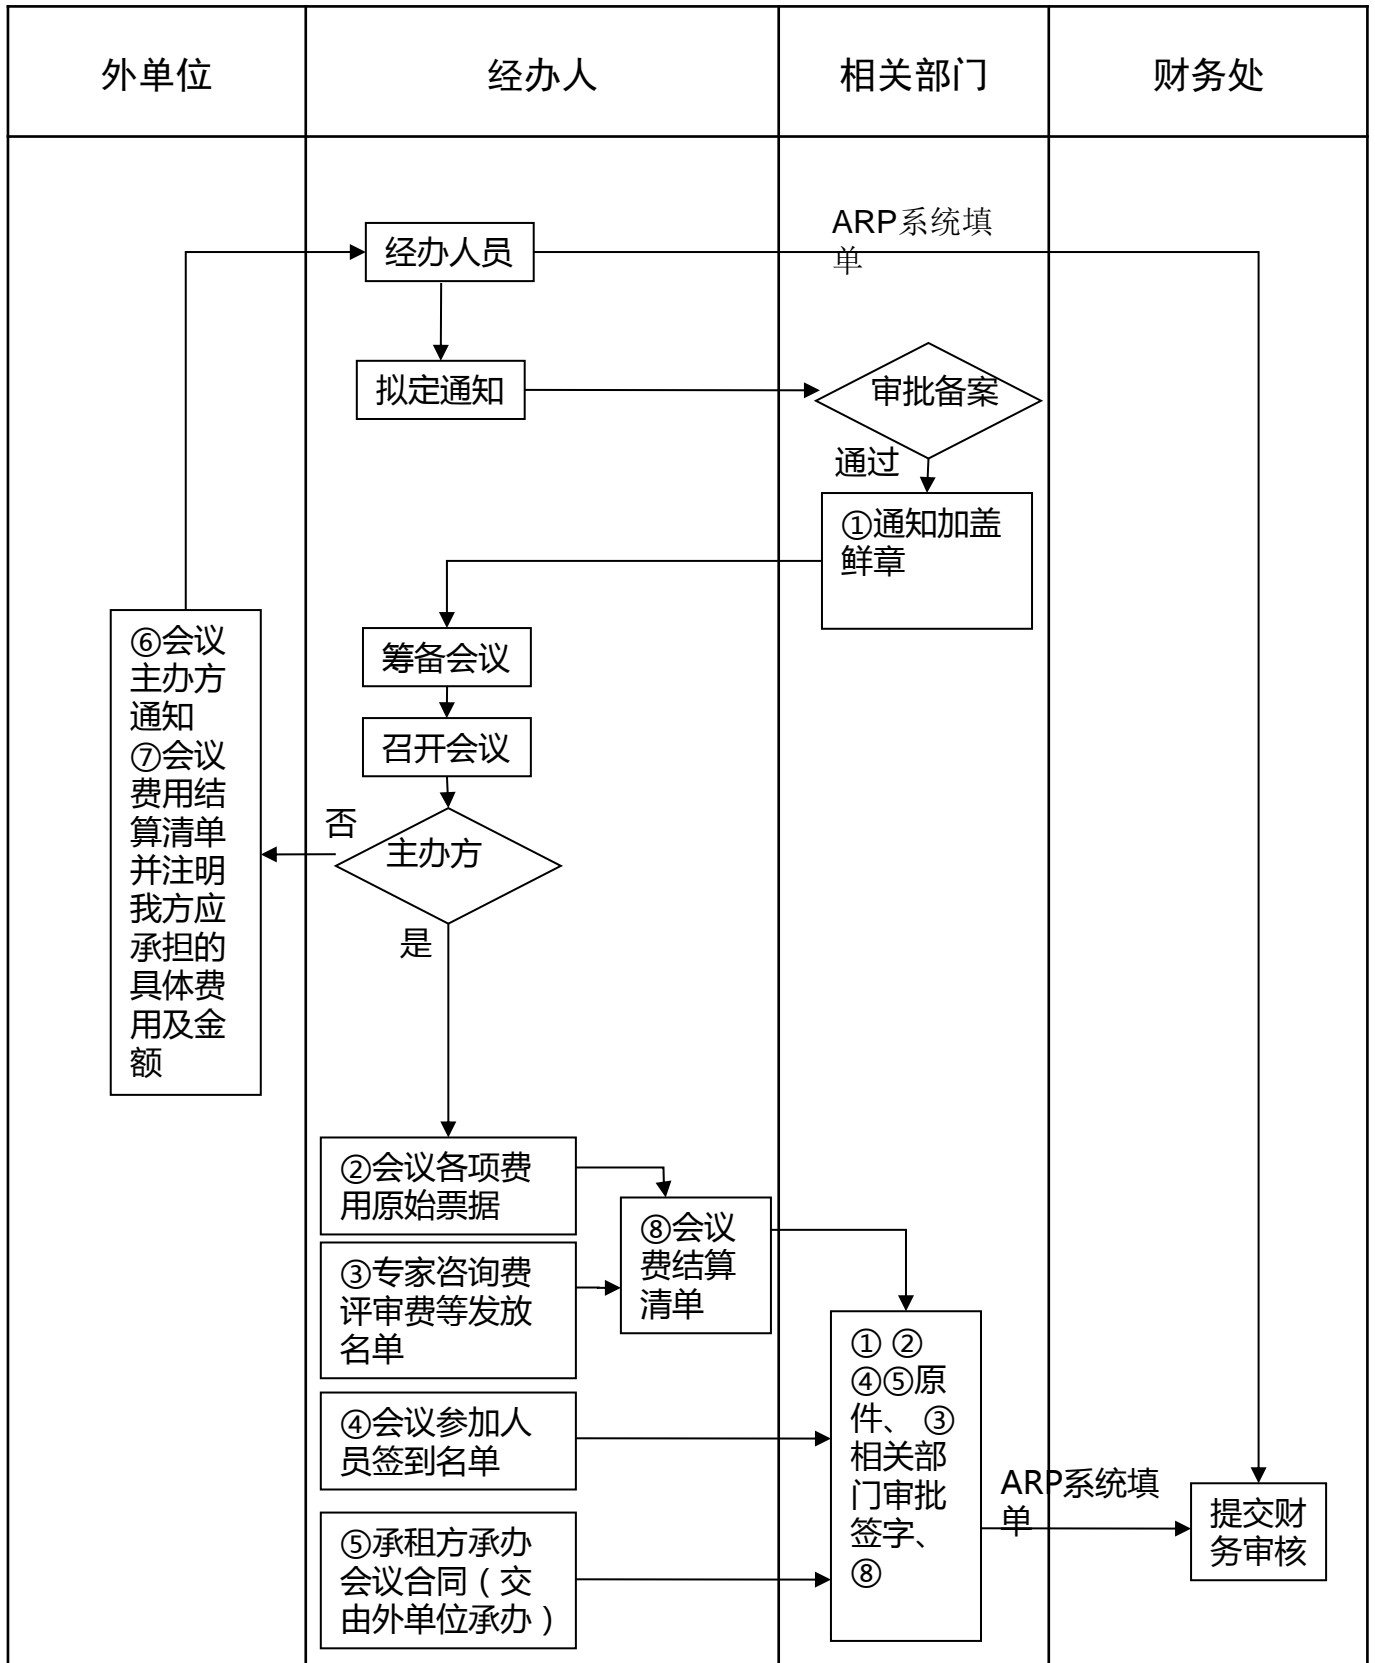 外单位
经办人
相关部门
财务处
ARP系统填
单
经办人员
拟定通知
审批备案
通过
①通知加盖
鲜章
筹备会议
召开会议
主办方
否
是
⑥会议
主办方
通知
⑦会议
费用结
算清单
并注明
我方应
承担的
具体费
用及金
额
②会议各项费
用原始票据
③专家咨询费
评审费等发放
名单
④会议参加人
员签到名单
⑤承租方承办
会议合同（交
由外单位承办）
⑧会议
费结算
清单
① ②
④⑤原
件、 ③
相关部
门审批
签字、
⑧
ARP系统填
单
提交财
务审核